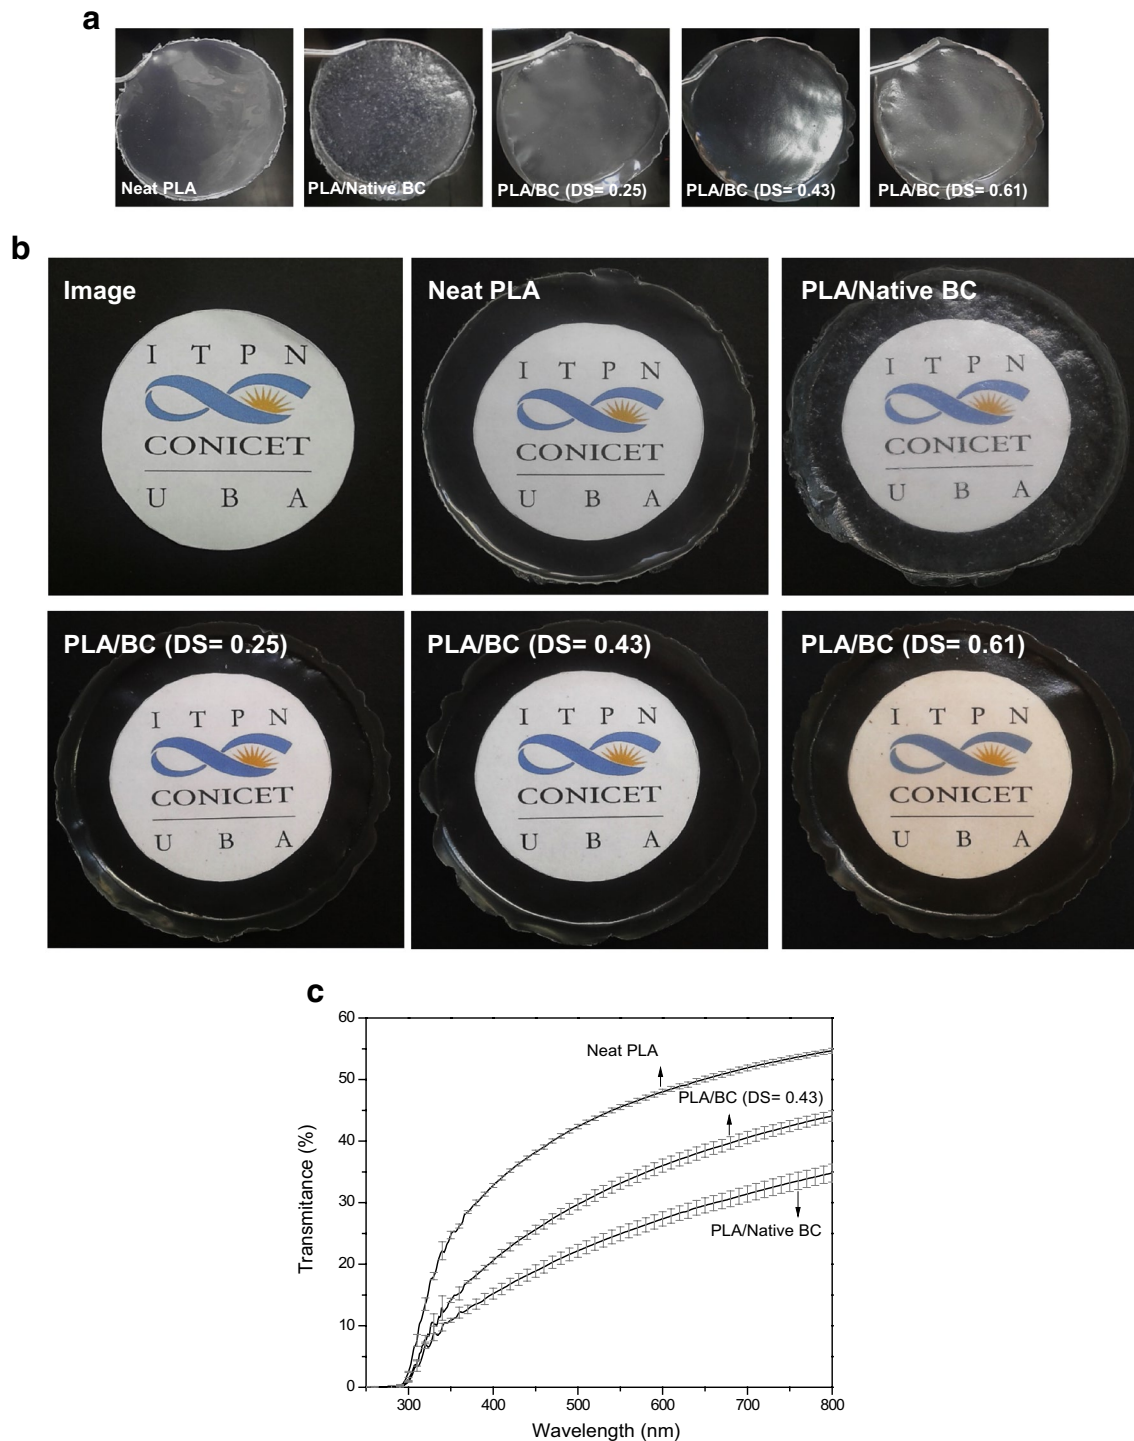 a
Neat PLA
PLA/Native BC
PLA/BC (DS= 0.25)
PLA/BC (DS= 0.43)
PLA/BC (DS= 0.61)
b
Image
I T P N
CONICET
U B A
Neat PLA
I T P N
CONICET
U B A
PLA/Native BC
I T P N
CONICET
U B A
PLA/BC (DS= 0.25)
I T P N
CONICET
U B A
PLA/BC (DS= 0.43)
I T P N
CONICET
U B A
PLA/BC (DS= 0.61)
I T P N
CONICET
U B A
c
60
50
40
30
20
10
0
Transmitance (%)
Neat PLA
PLA/BC (DS= 0.43)
PLA/Native BC
300 400 500 600 700 800
Wavelength (nm)